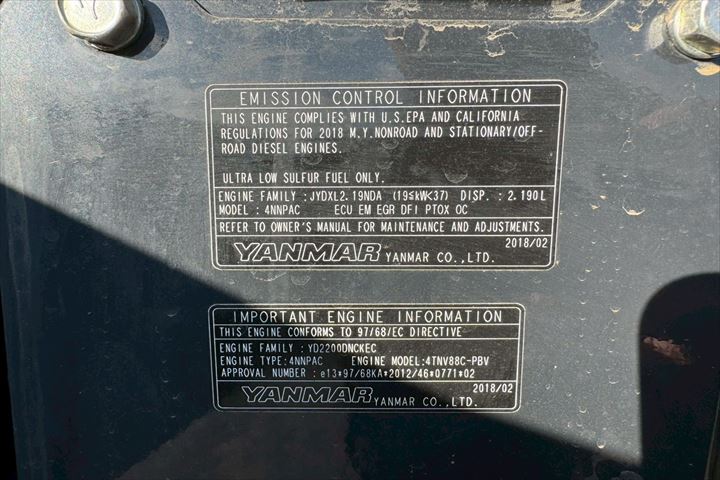 EMISSION CONTROL INFORMATION
THIS ENGINE COMPLIES WITH U.S.EPA AND CALIFORNIA
REGULATIONS FOR 2018 M.Y.NONROAD AND STATIONARY/OFF-
ROAD DIESEL ENGINES.
ULTRA LOW SULFUR FUEL ONLY.
ENGINE FAMILY : JYDXL2.19NDA (19≦kW<37) DISP. : 2.190L
MODEL : 4NNPAC ECU EM EGR DFI PTOX OC
REFER TO OWNER'S MANUAL FOR MAINTENANCE AND ADJUSTMENTS.
2018/02
YANMAR YANMAR CO.,LTD.
IMPORTANT ENGINE INFORMATION
THIS ENGINE CONFORMS TO 97/68/EC DIRECTIVE
ENGINE FAMILY : YD2200DNCKEC
ENGINE TYPE:4NNPAC ENGINE MODEL:4TNV88C-PBV
APPROVAL NUMBER : e13*97/68KA*2012/46*0771*02
2018/02
YANMAR YANMAR CO.,LTD.